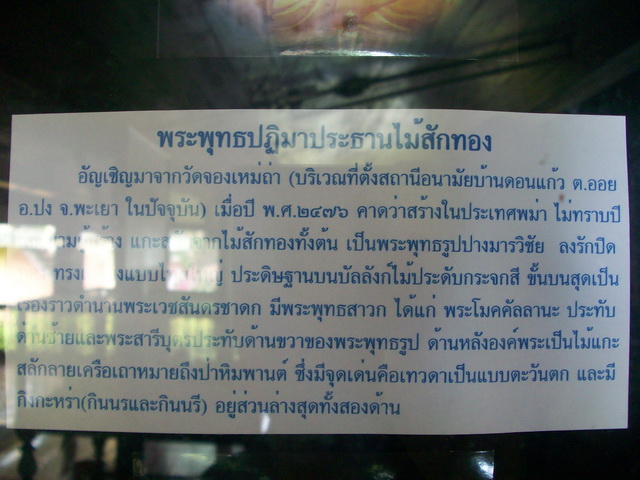 พระพุทธปฏิมาประธานไม้สักทอง
อัญเชิญมาจากวัดจองเหม่ถ่า (บริเวณที่ตั้งสถานีอนามัยบ้านดอนแก้ว ต.ออย
อ.ปง จ.พะเยา ในปัจจุบัน) เมื่อปี พ.ศ.๒๔๗๖ คาดว่าสร้างในประเทศพม่า ไม่ทราบปี
จากไม้สักทองทั้งต้น เป็นพระพุทธรูปปางมารวิชัย ลงรักปิด
ประดิษฐานบนบัลลังก์ไม้ประดับกระจกสี ชั้นบนสุดเป็น
เรื่องราวตำนานพระเวชสันดรชาดก มีพระพุทธสาวก ได้แก่ พระโมคคัลลานะ ประทับ
ด้านซ้ายและพระสารีบุตรประทับด้านขวาของพระพุทธรูป ด้านหลังองค์พระเป็นไม้แกะ
สลักลายเครือเถาหมายถึงป่าหิมพานต์ ซึ่งมีจุดเด่นคือเทวดาเป็นแบบตะวันตก และมี
กิงกะหร่า(กินนรและกินนรี) อยู่ส่วนล่างสุดทั้งสองด้าน